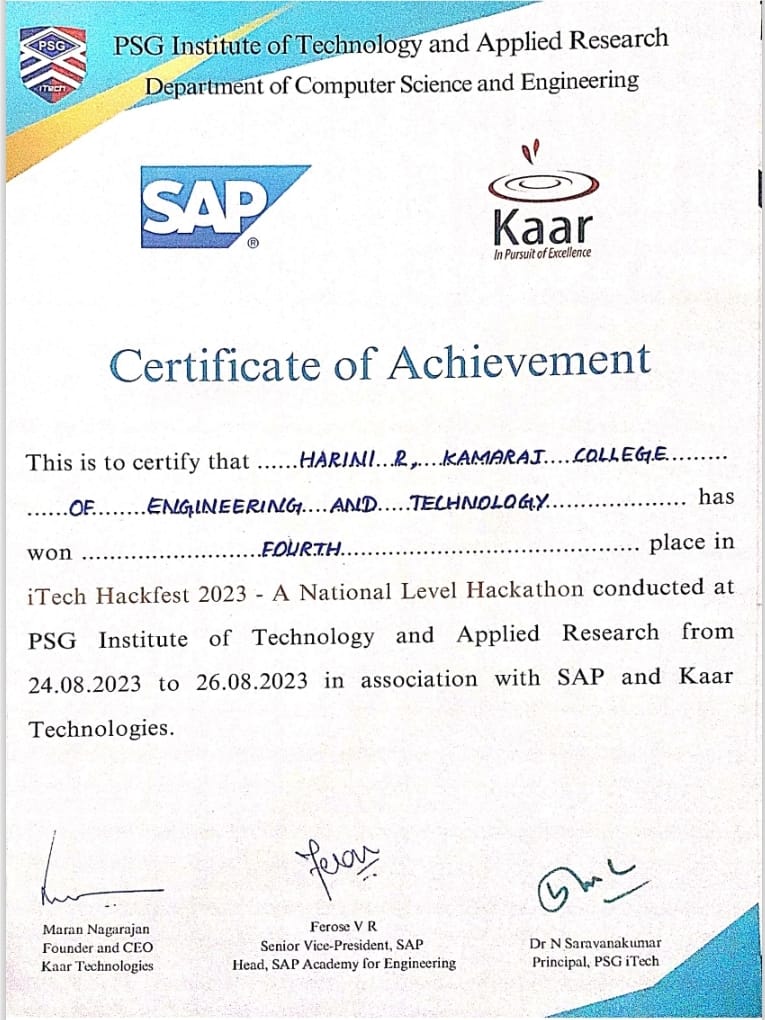 PSG
iTECH
PSG Institute of Technology and Applied Research
Department of Computer Science and Engineering
SAP ®
Kaar
In Pursuit of Excellence
Certificate of Achievement
This is to certify that ......HARINI...R,....KAMARAJ....COLLEGE.........
......OF........ENGINEERING....AND.....TECHNOLOGY...................... has
won ..........................FOURTH........................................... place in
iTech Hackfest 2023 - A National Level Hackathon conducted at
PSG Institute of Technology and Applied Research from
24.08.2023 to 26.08.2023 in association with SAP and Kaar
Technologies.
Feron
Maran Nagarajan
Founder and CEO
Kaar Technologies
Ferose V R
Senior Vice-President, SAP
Head, SAP Academy for Engineering
Dr N Saravanakumar
Principal, PSG iTech